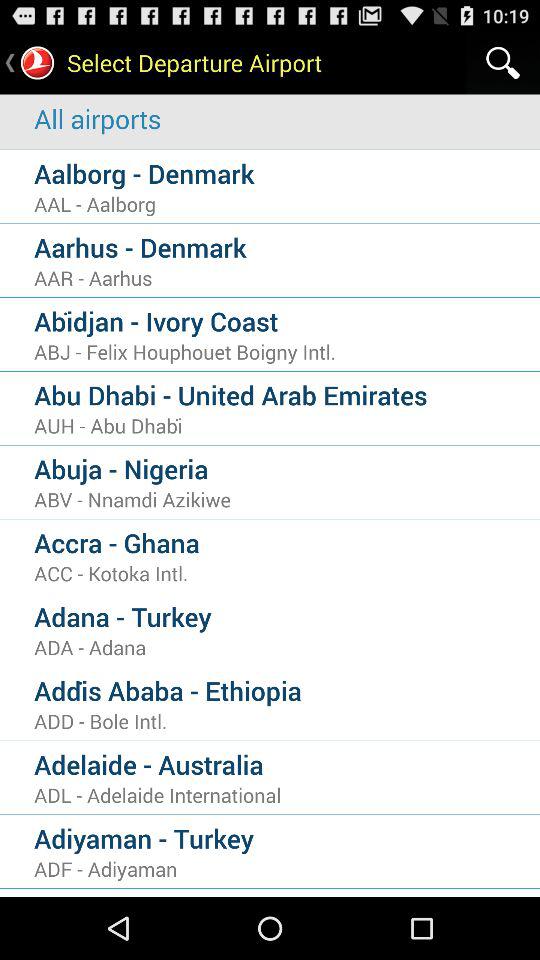 10:19
Select Departure Airport
All airports
Aalborg - Denmark
AAL - Aalborg
Aarhus - Denmark
AAR - Aarhus
Abi̇djan - Ivory Coast
ABJ - Felix Houphouet Boigny Intl.
Abu Dhabi - United Arab Emirates
AUH - Abu Dhabi̇
Abuja - Nigeria
ABV - Nnamdi Azikiwe
Accra - Ghana
ACC - Kotoka Intl.
Adana - Turkey
ADA - Adana
Addi̇s Ababa - Ethiopia
ADD - Bole Intl.
Adelaide - Australia
ADL - Adelaide International
Adiyaman - Turkey
ADF - Adiyaman